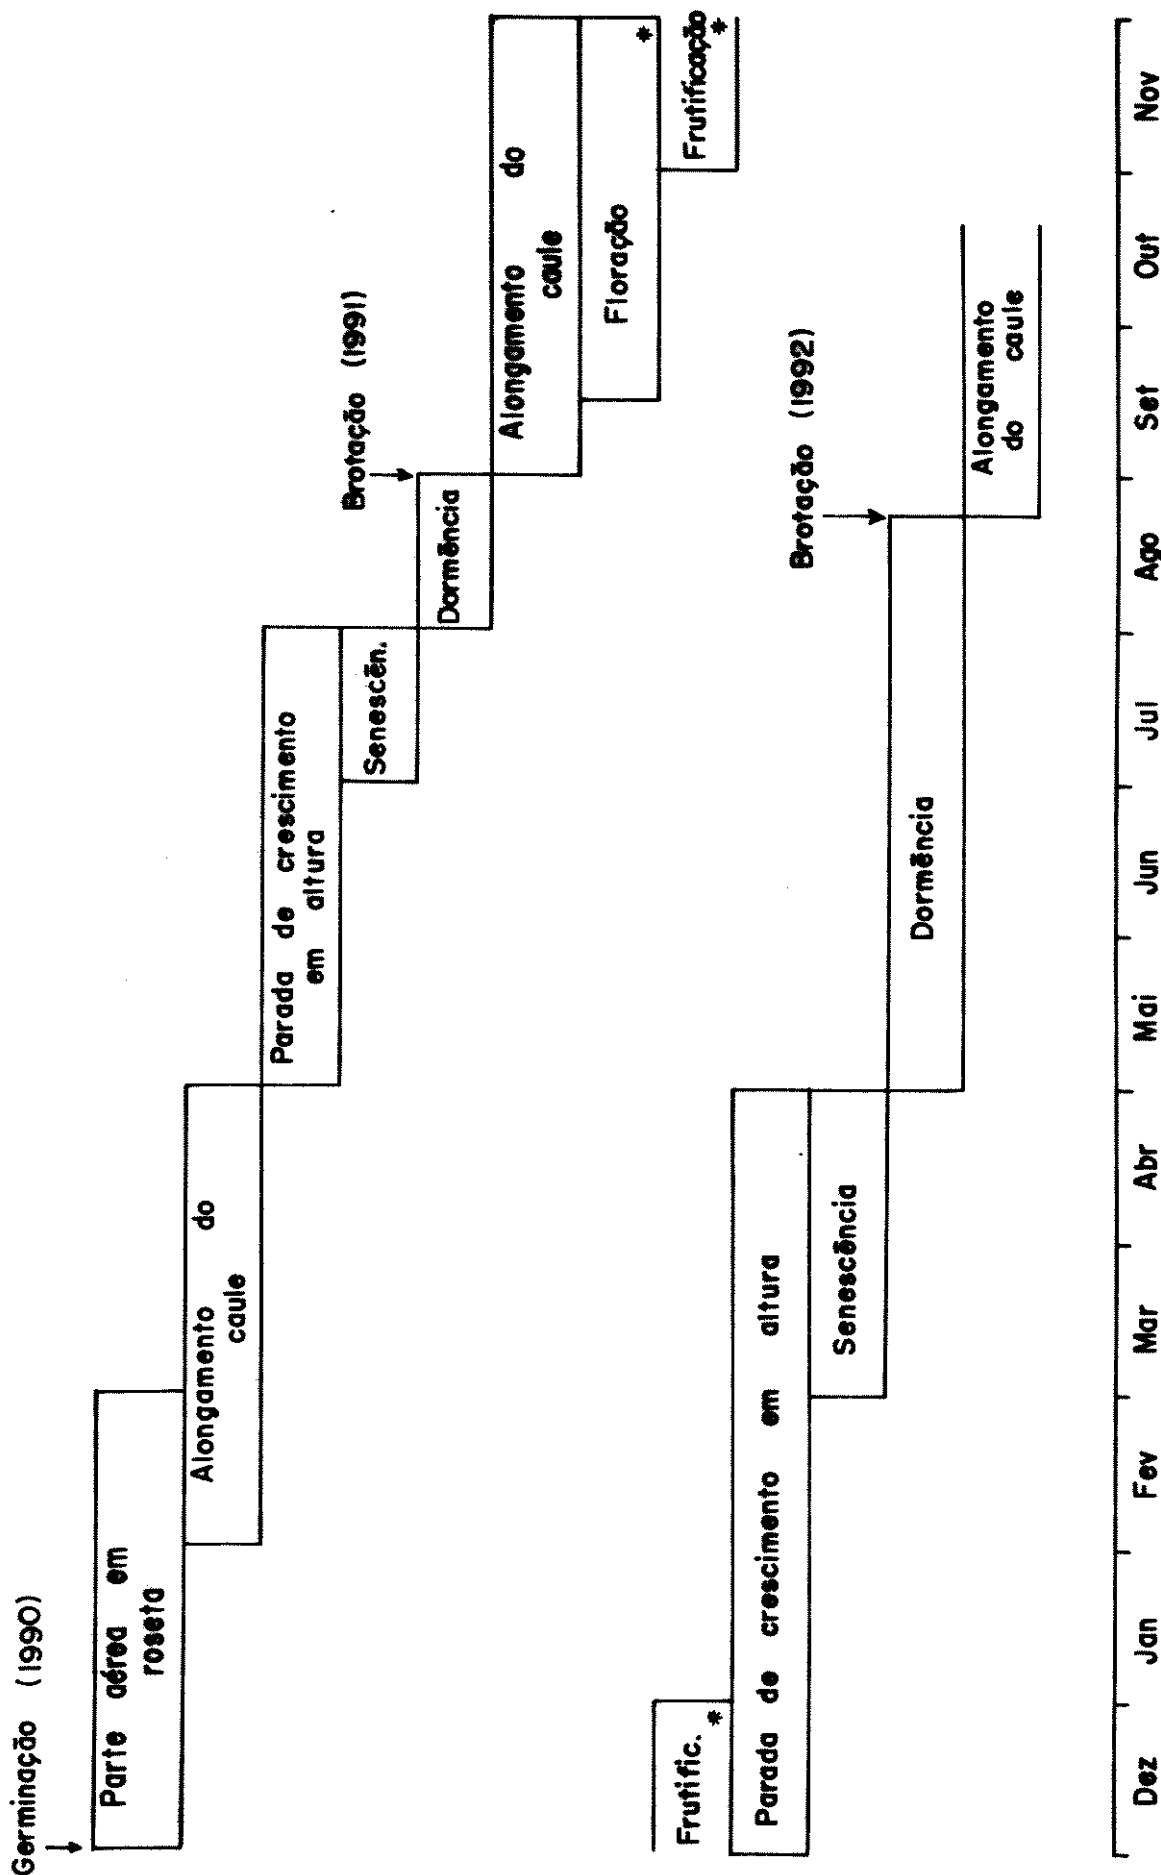 Germinação (1990)
Parte aérea em
roseta
Alongamento do
caule
Parada de crescimento
em altura
Senescên.
Brotação (1991)
Dormência
Alongamento do
caule
Floração
*
Frutificação
*
Frutific.
*
Parada de crescimento em altura
Senescência
Brotação (1992)
Dormência
Alongamento
do caule
Dez Jan Fev Mar Abr Mai Jun Jul Ago Set Out Nov